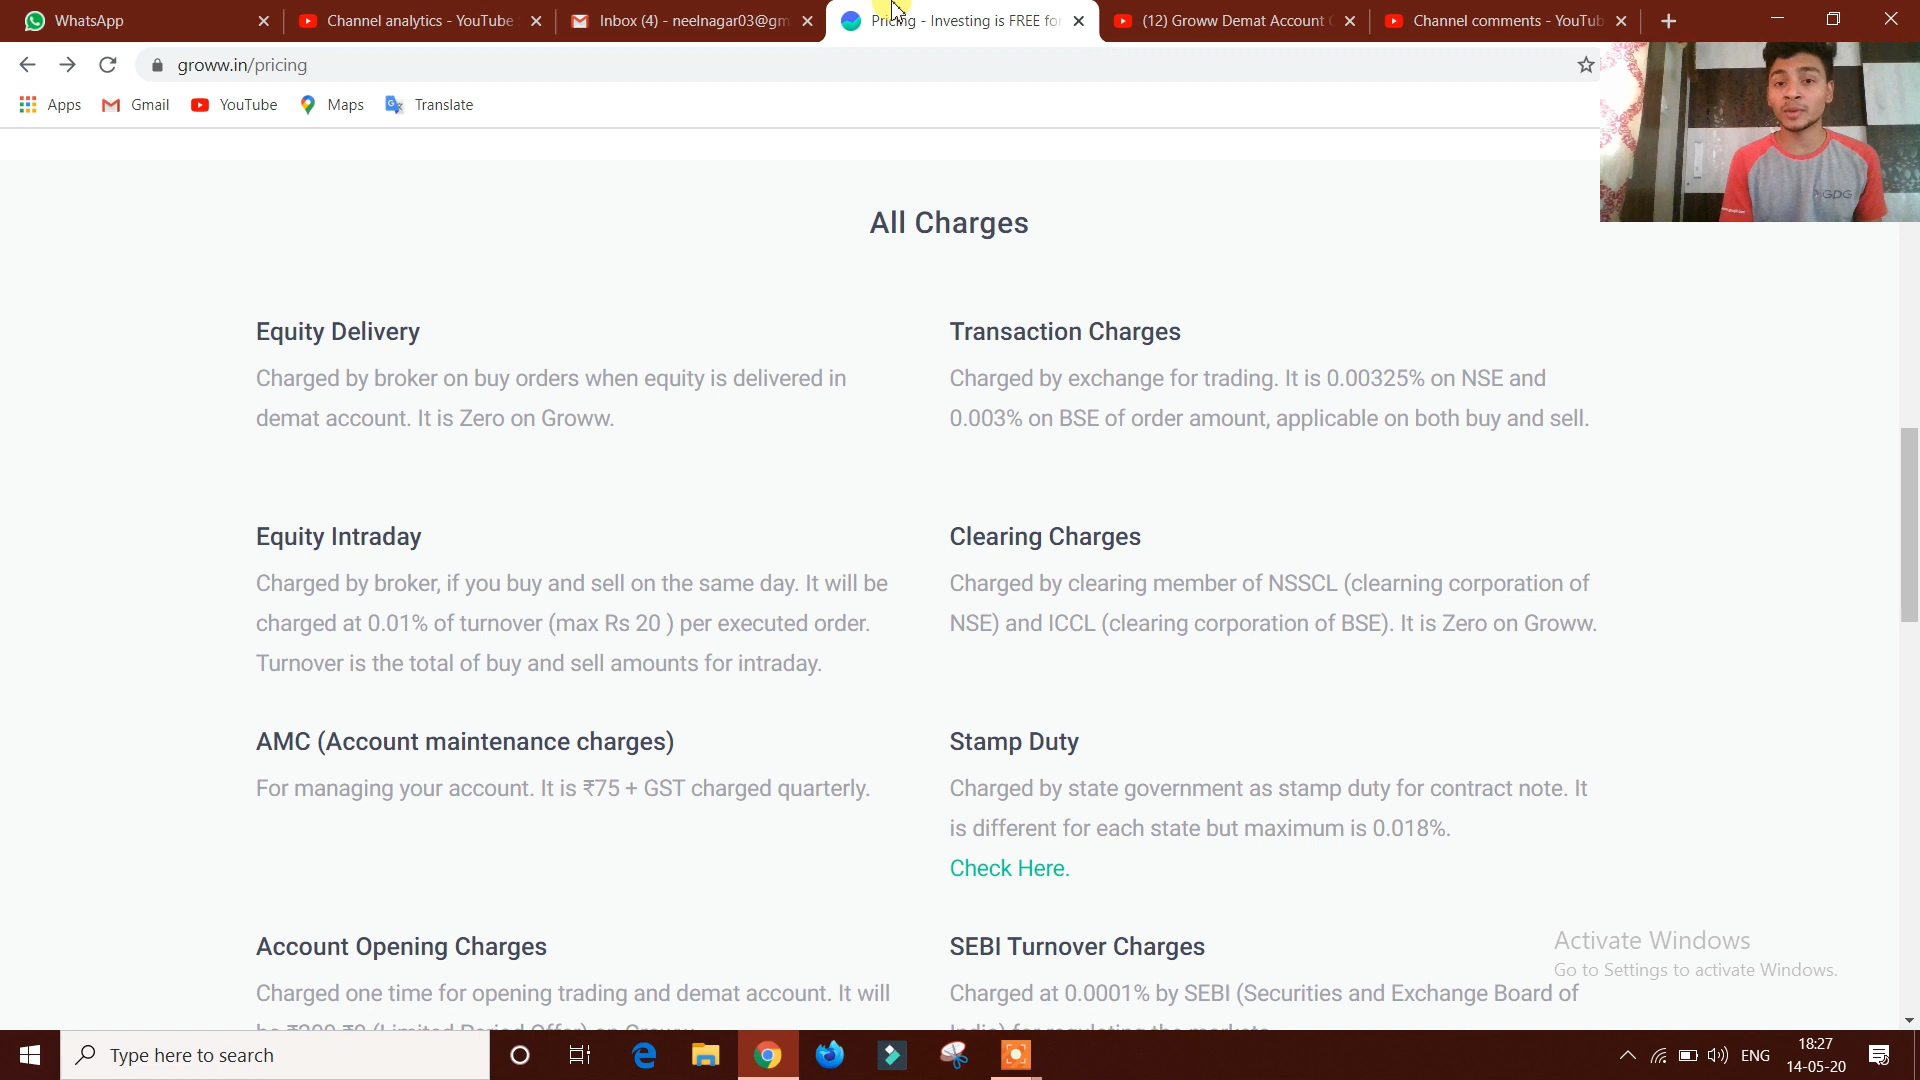 WhatsApp
Channel analytics - YouTube
Inbox (4) - neelnagar03@gm
Pricing - Investing is FREE for
(12) Groww Demat Account
Channel comments - YouTub
groww.in/pricing
Apps
Gmail
YouTube
Maps
Translate
GDG
All Charges
Equity Delivery
Charged by broker on buy orders when equity is delivered in
demat account. It is Zero on Groww.
Transaction Charges
Charged by exchange for trading. It is 0.00325% on NSE and
0.003% on BSE of order amount, applicable on both buy and sell.
Equity Intraday
Charged by broker, if you buy and sell on the same day. It will be
charged at 0.01% of turnover (max Rs 20 ) per executed order.
Turnover is the total of buy and sell amounts for intraday.
Clearing Charges
Charged by clearing member of NSSCL (clearning corporation of
NSE) and ICCL (clearing corporation of BSE). It is Zero on Groww.
AMC (Account maintenance charges)
For managing your account. It is ₹75 + GST charged quarterly.
Stamp Duty
Charged by state government as stamp duty for contract note. It
is different for each state but maximum is 0.018%.
Check Here.
Account Opening Charges
Charged one time for opening trading and demat account. It will
SEBI Turnover Charges
Charged at 0.0001% by SEBI (Securities and Exchange Board of
India) for regulating the markets.
Activate Windows
Go to Settings to activate Windows.
Type here to search
ENG
18:27
14-05-20